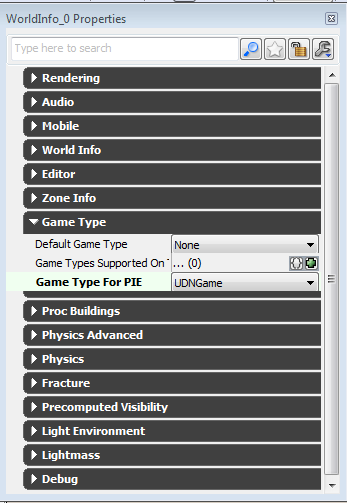 WorldInfo_0 Properties
Type here to search
Rendering
Audio
Mobile
World Info
Editor
Zone Info
Game Type
Default Game Type None
Game Types Supported On ... (0)
Game Type For PIE UDNGame
Proc Buildings
Physics Advanced
Physics
Fracture
Precomputed Visibility
Light Environment
Lightmass
Debug